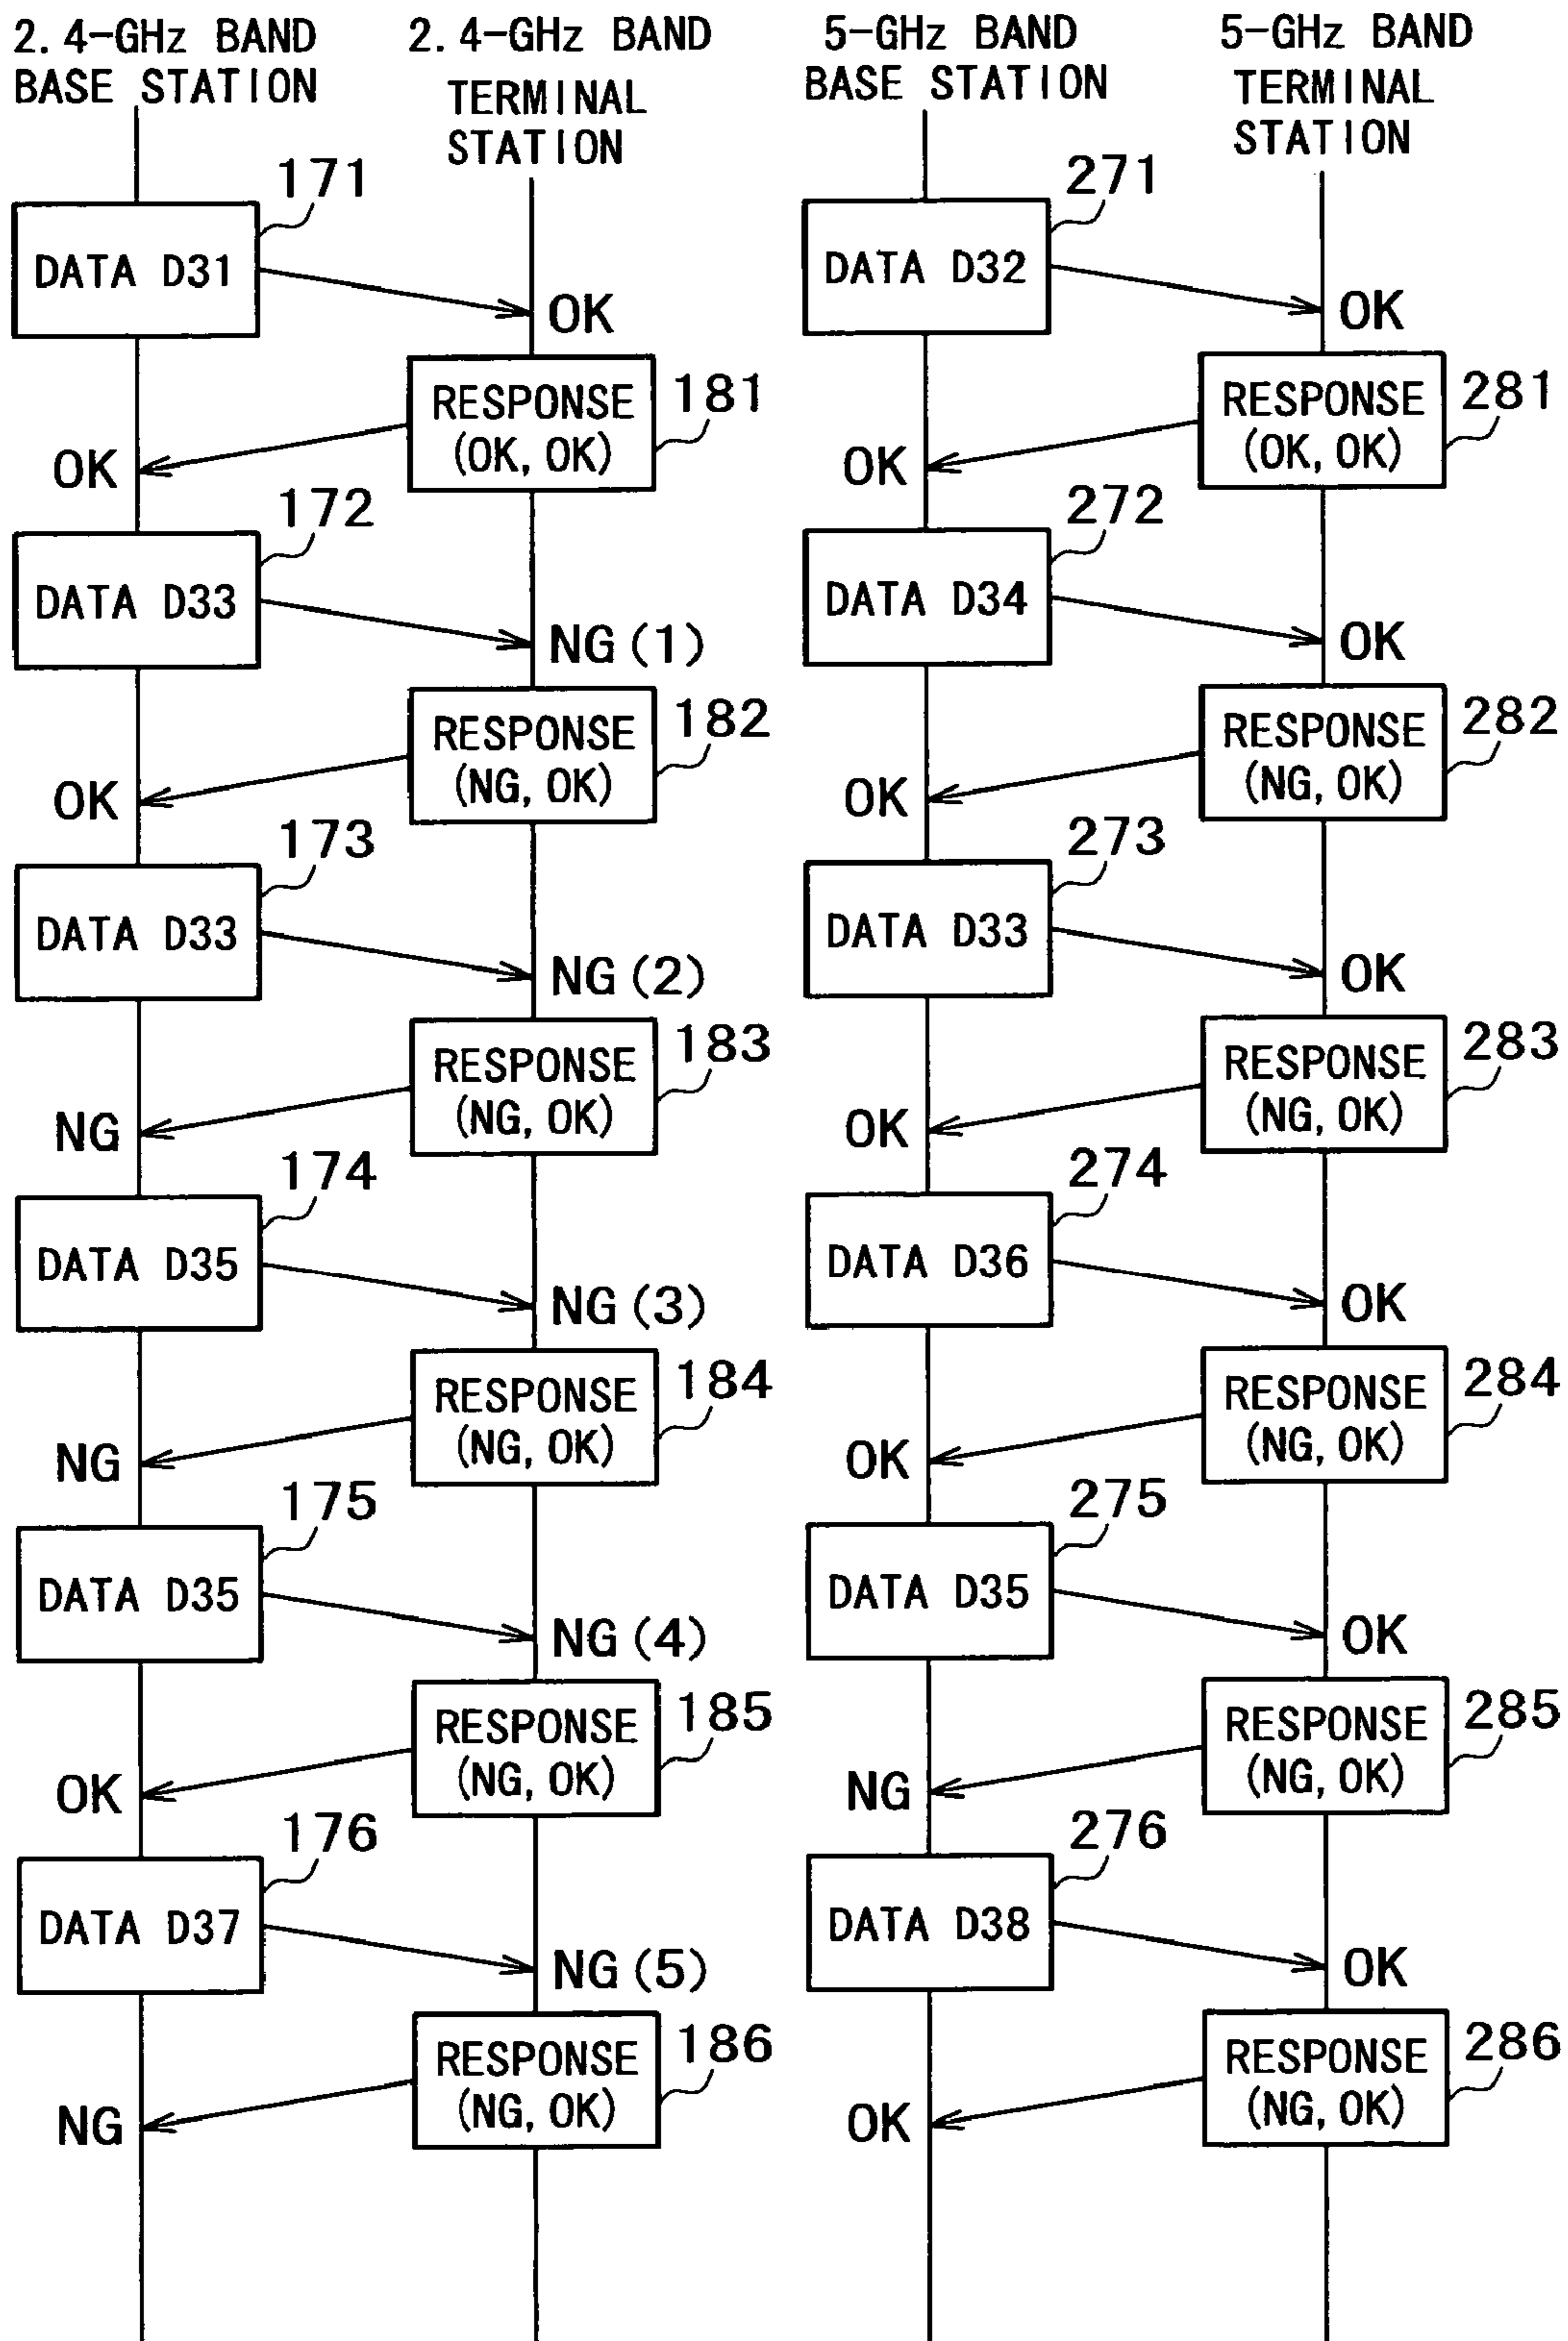 2.4-GHz BAND
BASE STATION
2.4-GHz BAND
TERMINAL
STATION
5-GHz BAND
BASE STATION
5-GHz BAND
TERMINAL
STATION
171
DATA D31
OK
271
DATA D32
OK
RESPONSE
(OK, OK)
181
OK
RESPONSE
(OK, OK)
281
OK
172
DATA D33
NG (1)
272
DATA D34
OK
RESPONSE
(NG, OK)
182
OK
RESPONSE
(NG, OK)
282
OK
173
DATA D33
NG (2)
273
DATA D33
OK
RESPONSE
(NG, OK)
183
NG
RESPONSE
(NG, OK)
283
OK
174
DATA D35
NG (3)
274
DATA D36
OK
RESPONSE
(NG, OK)
184
NG
RESPONSE
(NG, OK)
284
OK
175
DATA D35
NG (4)
275
DATA D35
OK
RESPONSE
(NG, OK)
185
OK
RESPONSE
(NG, OK)
285
NG
176
DATA D37
NG (5)
276
DATA D38
OK
RESPONSE
(NG, OK)
186
NG
RESPONSE
(NG, OK)
286
OK